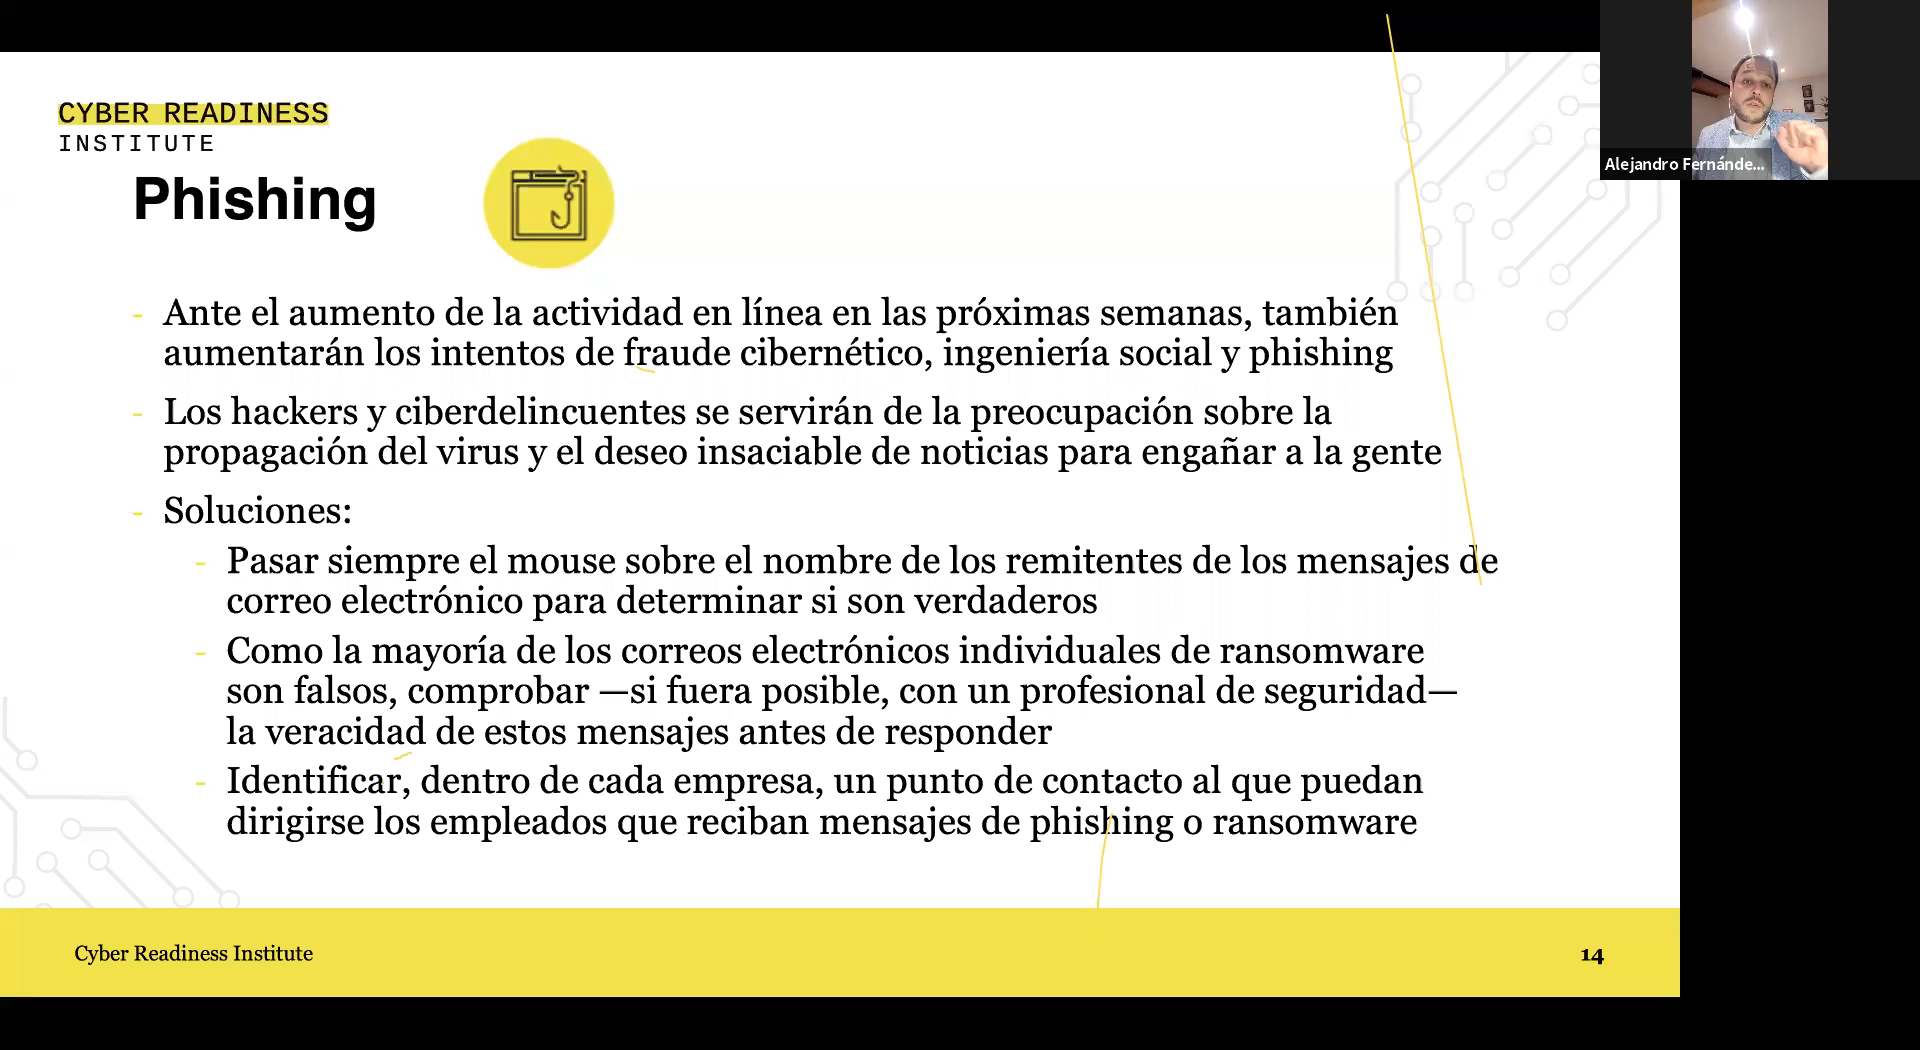 CYBER READINESS
INSTITUTE
Phishing
- Ante el aumento de la actividad en línea en las próximas semanas, también
aumentarán los intentos de fraude cibernético, ingeniería social y phishing
- Los hackers y ciberdelincuentes se servirán de la preocupación sobre la
propagación del virus y el deseo insaciable de noticias para engañar a la gente
- Soluciones:
- Pasar siempre el mouse sobre el nombre de los remitentes de los mensajes de
correo electrónico para determinar si son verdaderos
- Como la mayoría de los correos electrónicos individuales de ransomware
son falsos, comprobar —si fuera posible, con un profesional de seguridad—
la veracidad de estos mensajes antes de responder
- Identificar, dentro de cada empresa, un punto de contacto al que puedan
dirigirse los empleados que reciban mensajes de phishing o ransomware
Cyber Readiness Institute
14
Alejandro Fernánde...